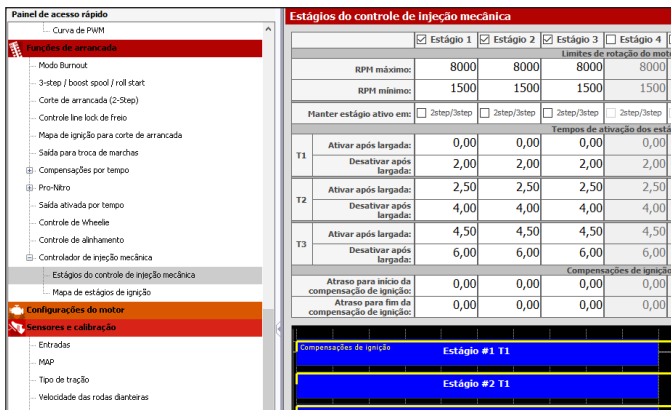 Painel de acesso rápido
Curva de PWM
Funções de arrancada
Modo Burnout
3-step / boost spool / roll start
Corte de arrancada (2-Step)
Controle line lock de freio
Mapa de ignição para corte de arrancada
Saída para troca de marchas
Compensações por tempo
Pro-Nitro
Saída ativada por tempo
Controle de Wheelie
Controle de alinhamento
Controlador de injeção mecânica
Estágios do controle de injeção mecânica
Mapa de estágios de ignição
Configurações do motor
Sensores e calibração
Entradas
MAP
Tipo de tração
Velocidade das rodas dianteiras
Estágios do controle de injeção mecânica
Estágio 1 Estágio 2 Estágio 3 Estágio 4
Limites de rotação do moto
RPM máximo: 8000 8000 8000 8000
RPM mínimo: 1500 1500 1500 1500
Manter estágio ativo em: 2step/3step 2step/3step 2step/3step 2step/3step
Tempos de ativação dos está
T1
Ativar após largada: 0,00 0,00 0,00 0,00
Desativar após largada: 2,00 2,00 2,00 2,00
T2
Ativar após largada: 2,50 2,50 2,50 2,50
Desativar após largada: 4,00 4,00 4,00 4,00
T3
Ativar após largada: 4,50 4,50 4,50 4,50
Desativar após largada: 6,00 6,00 6,00 6,00
Compensações de ignição
Atraso para início da compensação de ignição: 0,00 0,00 0,00 0,00
Atraso para fim da compensação de ignição: 0,00 0,00 0,00 0,00
Compensações de ignição
Estágio #1 T1
Estágio #2 T1